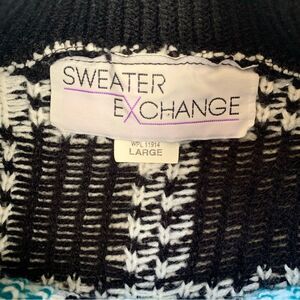 SWEATER
EXCHANGE
WPL 11914
LARGE